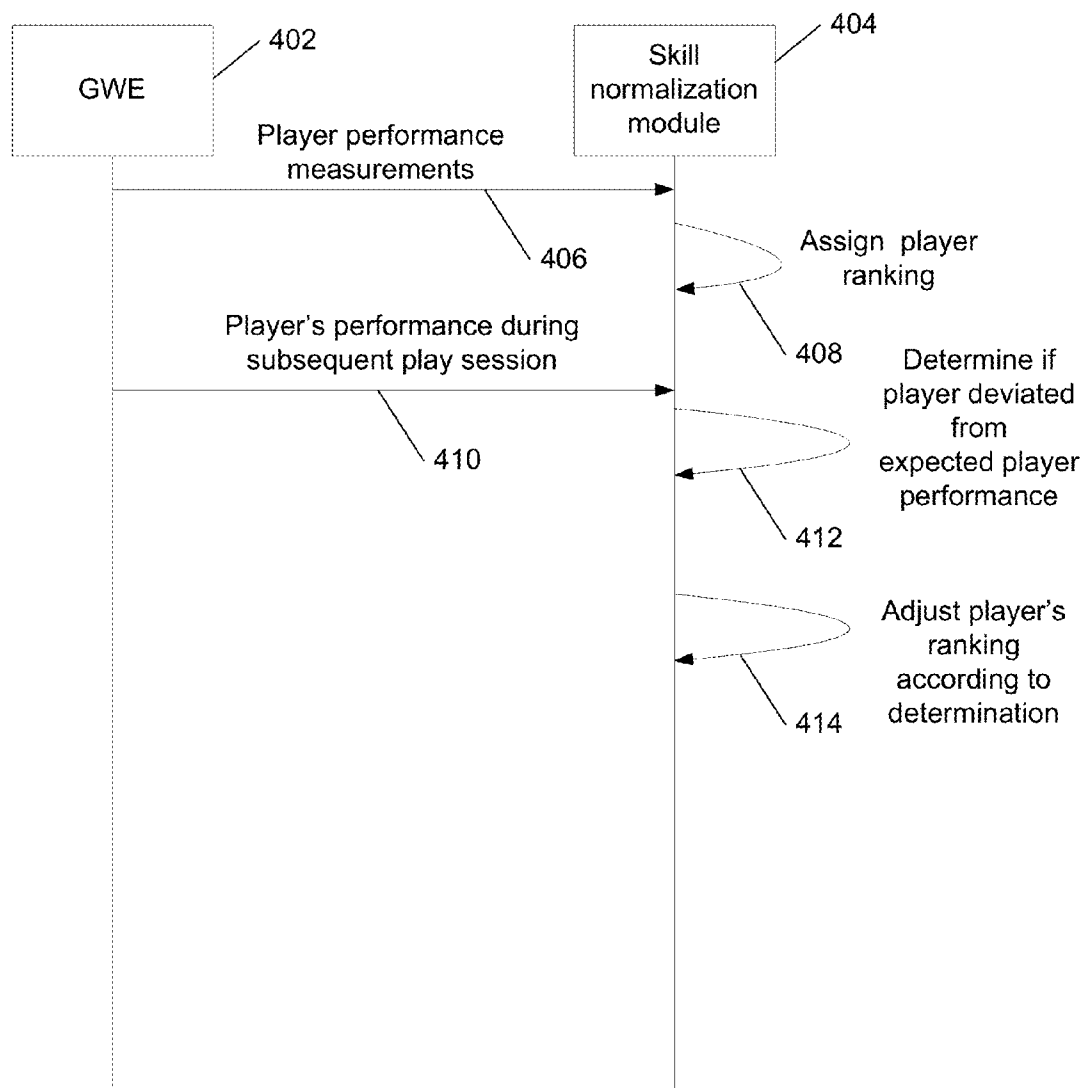 402
404
GWE
Skill
normalization
module
Player performance
measurements
406
Assign player
ranking
408
Player's performance during
subsequent play session
410
Determine if
player deviated
from
expected player
performance
412
Adjust player's
ranking
according to
determination
414